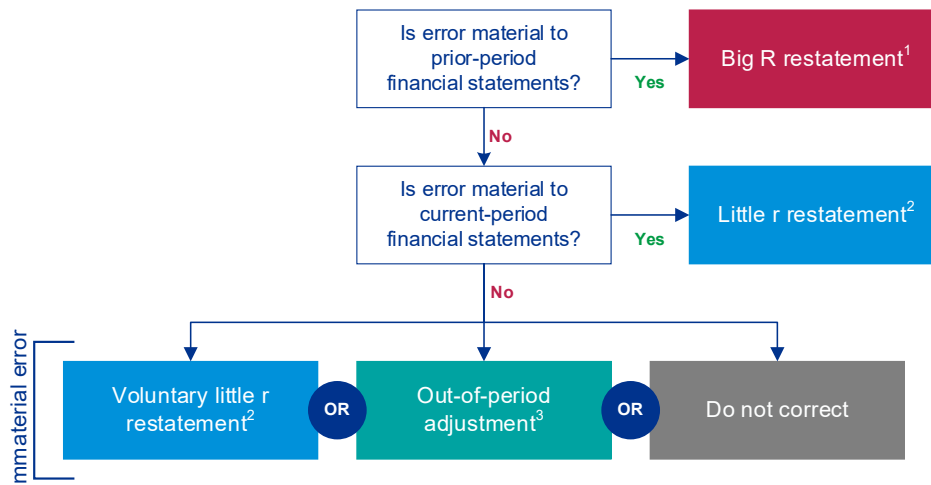 Is error material to
prior-period
financial statements?
Yes
Big R restatement¹
No
Is error material to
current-period
financial statements?
Yes
Little r restatement²
No
mmaterial error
Voluntary little r
restatement²
OR
Out-of-period
adjustment³
OR
Do not correct